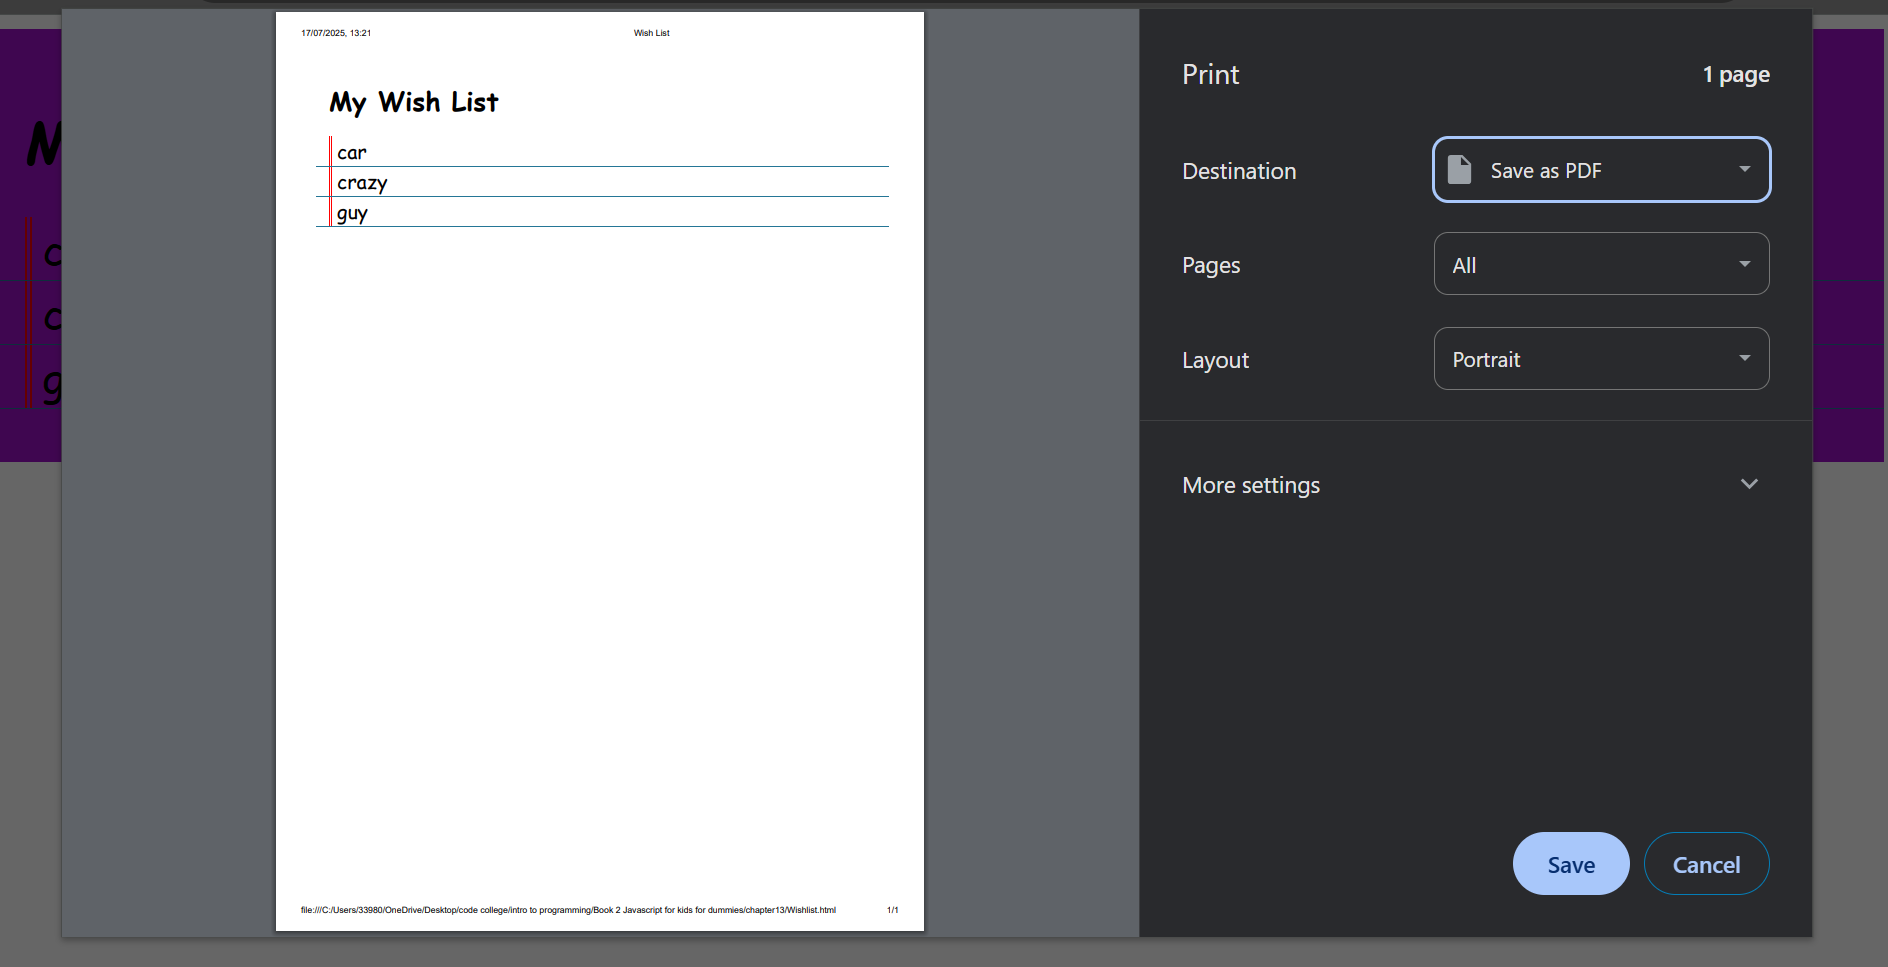 17/07/2025, 13:21
Wish List
My Wish List
car
crazy
guy
file:///C:/Users/33980/OneDrive/Desktop/code college/intro to programming/Book 2 Javascript for kids for dummies/chapter13/Wishlist.html
1/1
Print
1 page
Destination
Save as PDF
Pages
All
Layout
Portrait
More settings
Save
Cancel
M
c
c
g